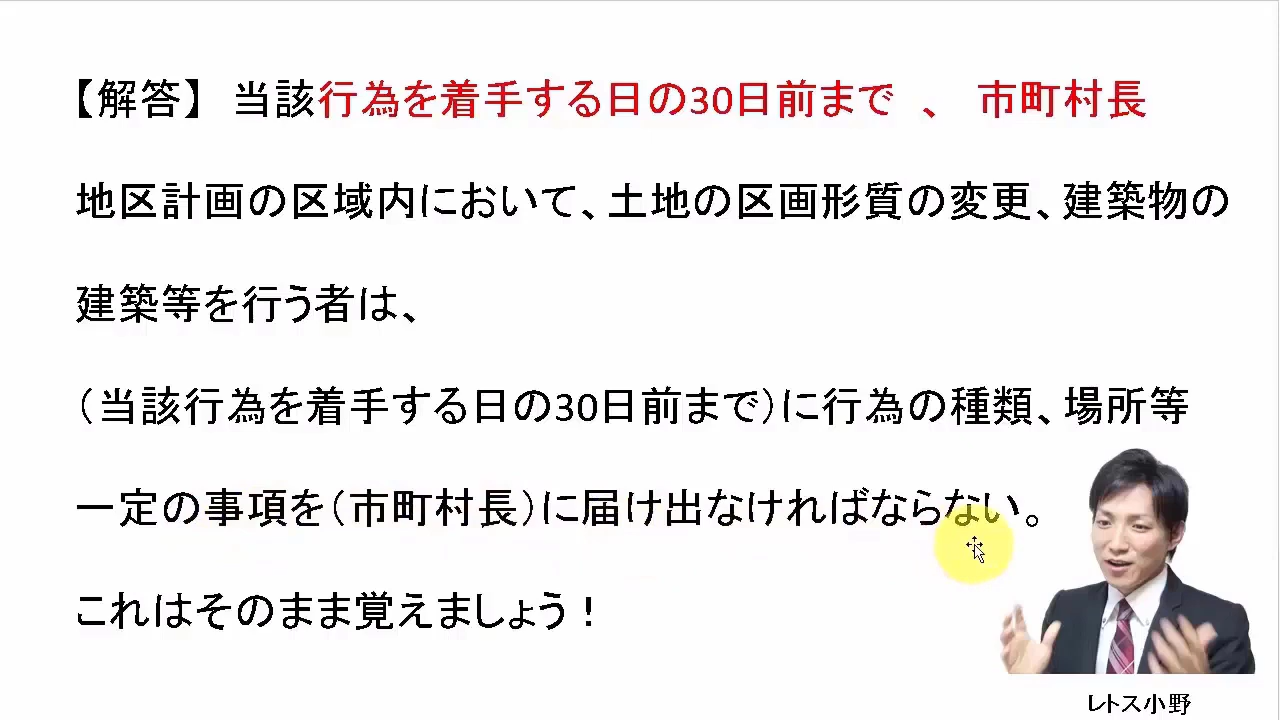 【解答】 当該行為を着手する日の30日前まで 、 市町村長
地区計画の区域内において、土地の区画形質の変更、建築物の
建築等を行う者は、
（当該行為を着手する日の30日前まで）に行為の種類、場所等
一定の事項を（市町村長）に届け出なければならない。
これはそのまま覚えましょう！
レトス小野